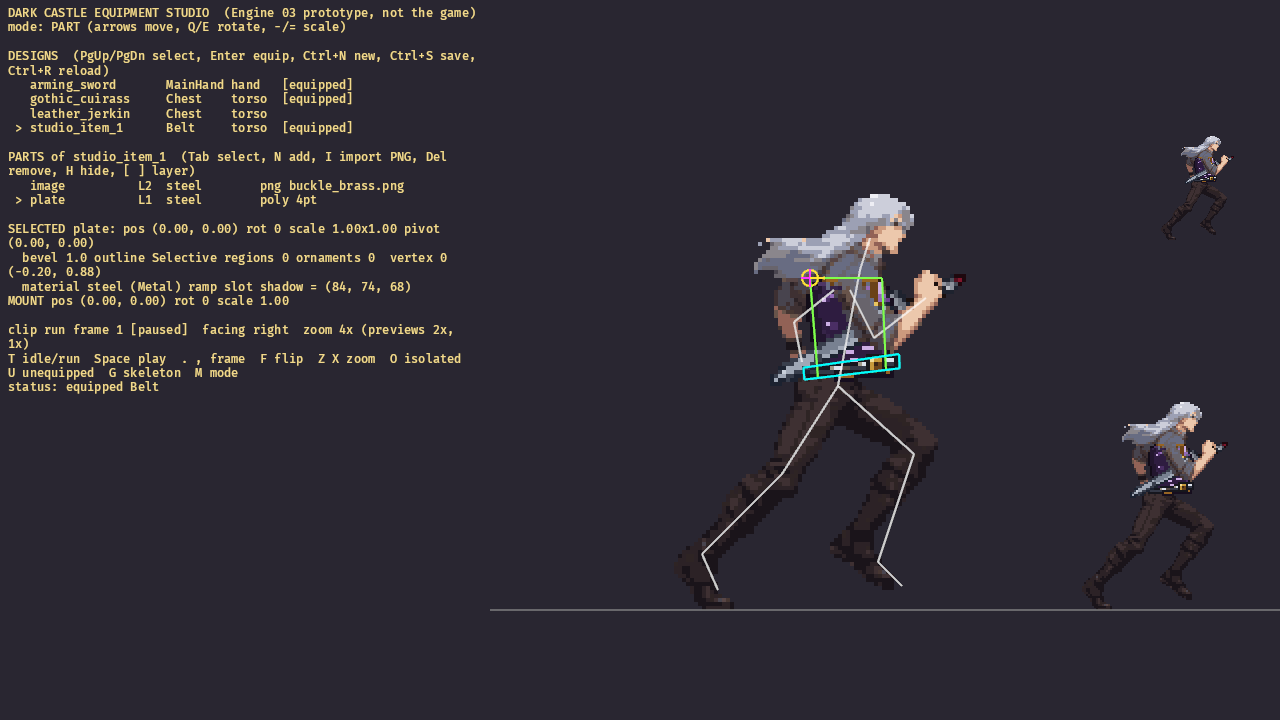 DARK CASTLE EQUIPMENT STUDIO  (Engine 03 prototype, not the game)
mode: PART (arrows move, Q/E rotate, -/= scale)
DESIGNS  (PgUp/PgDn select, Enter equip, Ctrl+N new, Ctrl+S save,
Ctrl+R reload)
arming_sword       MainHand hand   [equipped]
gothic_cuirass     Chest    torso  [equipped]
leather_jerkin     Chest    torso
> studio_item_1      Belt     torso  [equipped]
PARTS of studio_item_1  (Tab select, N add, I import PNG, Del
remove, H hide, [ ] layer)
image          L2  steel        png buckle_brass.png
> plate          L1  steel        poly 4pt
SELECTED plate: pos (0.00, 0.00) rot 0 scale 1.00x1.00 pivot
(0.00, 0.00)
bevel 1.0 outline Selective regions 0 ornaments 0  vertex 0
(-0.20, 0.88)
material steel (Metal) ramp slot shadow = (84, 74, 68)
MOUNT pos (0.00, 0.00) rot 0 scale 1.00
clip run frame 1 [paused]  facing right  zoom 4x (previews 2x,
1x)
T idle/run  Space play  . , frame  F flip  Z X zoom  O isolated
U unequipped  G skeleton  M mode
status: equipped Belt